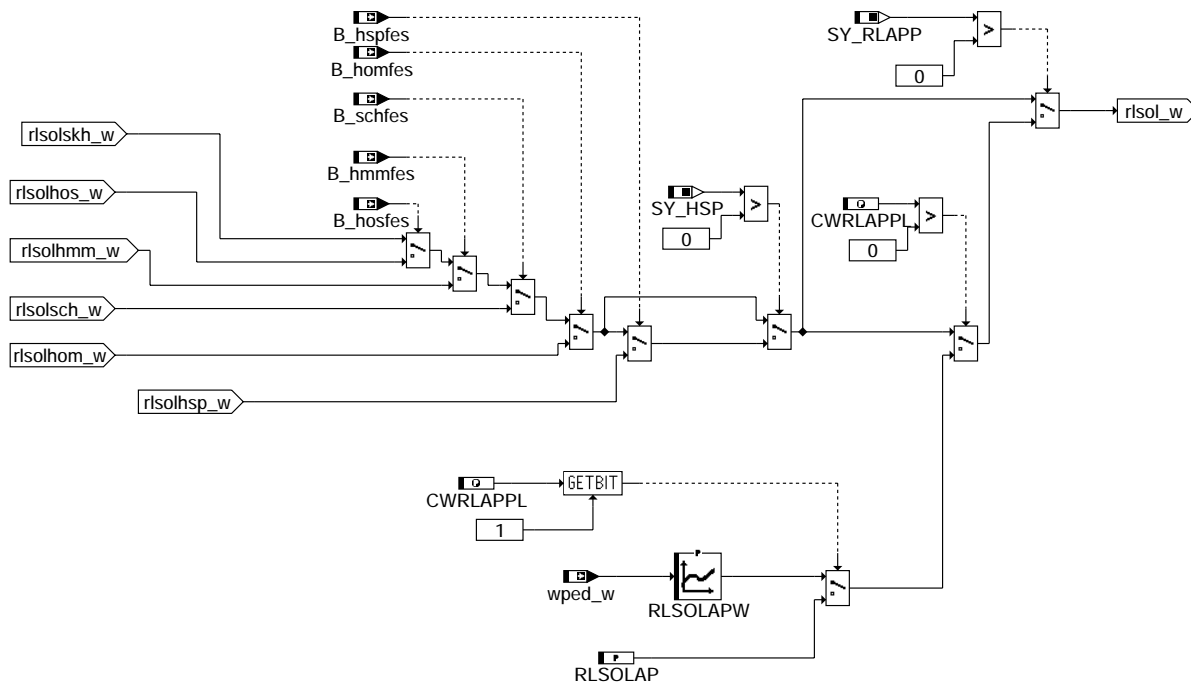 B_hspfes
B_homfes
B_schfes
B_hmmfes
B_hosfes
SY_RLAPP
>
0
rlsol_w
rlsolskh_w
rlsolhos_w
rlsolhmm_w
rlsolsch_w
rlsolhom_w
rlsolhsp_w
SY_HSP
>
0
CWRLAPPL
>
0
CWRLAPPL
GETBIT
1
wped_w
P
RLSOLAPW
P
RLSOLAP